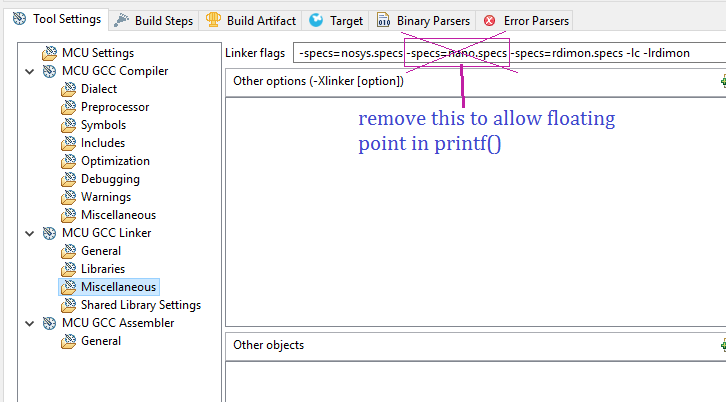 Tool Settings Build Steps Build Artifact Target Binary Parsers Error Parsers
MCU Settings
MCU GCC Compiler
Dialect
Preprocessor
Symbols
Includes
Optimization
Debugging
Warnings
Miscellaneous
MCU GCC Linker
General
Libraries
Miscellaneous
Shared Library Settings
MCU GCC Assembler
General
Linker flags -specs=nosys.specs -specs=nano.specs -specs=rdimon.specs -lc -lrdimon
Other options (-Xlinker [option])
remove this to allow floating
point in printf()
Other objects